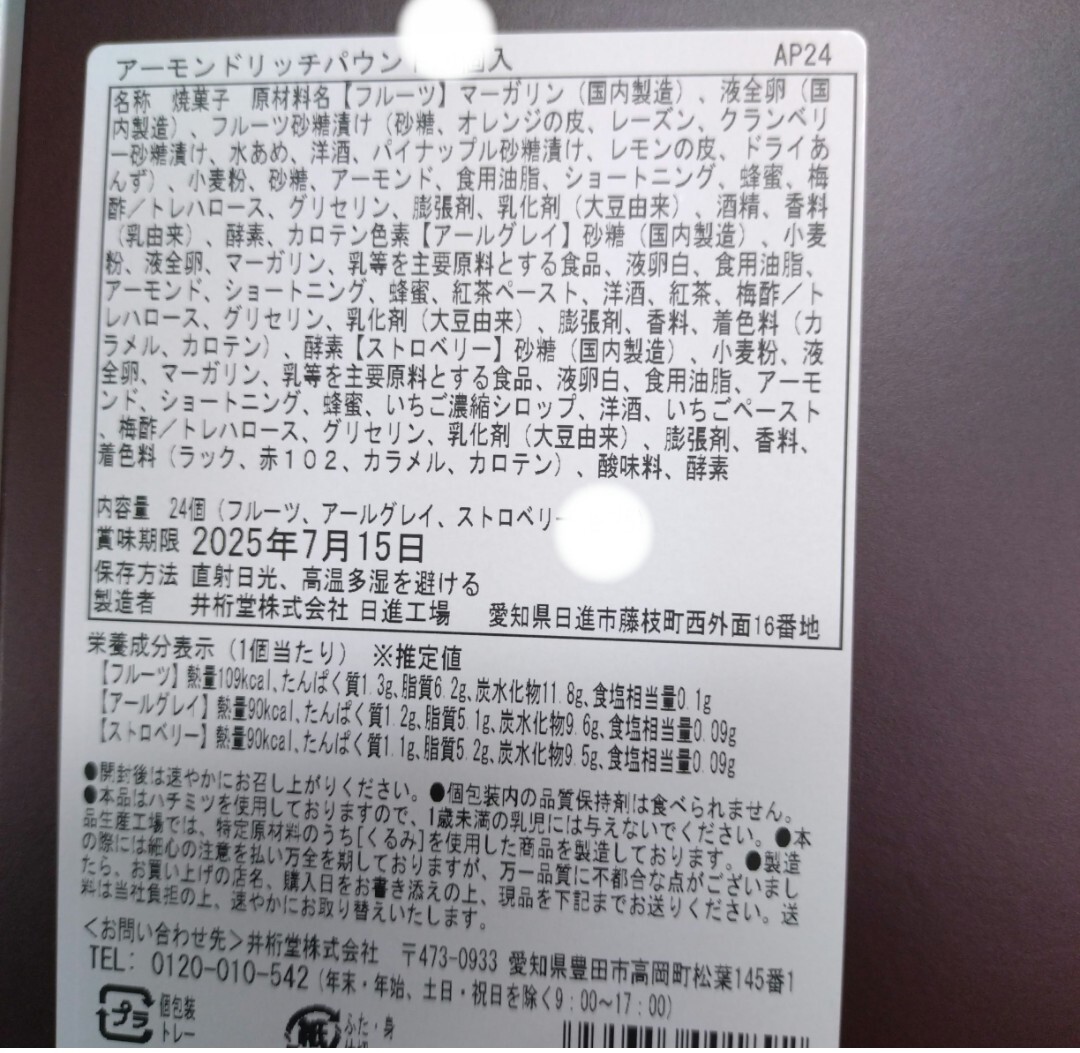 アーモンドリッチパウン 個入 AP24
名称 焼菓子 原材料名【フルーツ】マーガリン（国内製造）、液全卵（国
内製造）、フルーツ砂糖漬け（砂糖、オレンジの皮、レーズン、クランベリ
ー砂糖漬け、水あめ、洋酒、パイナップル砂糖漬け、レモンの皮、ドライあ
んず）、小麦粉、砂糖、アーモンド、食用油脂、ショートニング、蜂蜜、梅
酢／トレハロース、グリセリン、膨張剤、乳化剤（大豆由来）、酒精、香料
（乳由来）、酵素、カロテン色素【アールグレイ】砂糖（国内製造）、小麦
粉、液全卵、マーガリン、乳等を主要原料とする食品、液卵白、食用油脂、
アーモンド、ショートニング、蜂蜜、紅茶ペースト、洋酒、紅茶、梅酢／ト
レハロース、グリセリン、乳化剤（大豆由来）、膨張剤、香料、着色料（カ
ラメル、カロテン）、酵素【ストロベリー】砂糖（国内製造）、小麦粉、液
全卵、マーガリン、乳等を主要原料とする食品、液卵白、食用油脂、アーモ
ンド、ショートニング、蜂蜜、いちご濃縮シロップ、洋酒、いちごペースト
、梅酢／トレハロース、グリセリン、乳化剤（大豆由来）、膨張剤、香料、
着色料（ラック、赤１０２、カラメル、カロテン）、酸味料、酵素
内容量 24個（フルーツ、アールグレイ、ストロベリー
賞味期限 2025年7月15日
保存方法 直射日光、高温多湿を避ける
製造者 井桁堂株式会社 日進工場 愛知県日進市藤枝町西外面16番地
栄養成分表示（1個当たり） ※推定値
【フルーツ】熱量109kcal、たんぱく質1.3g、脂質6.2g、炭水化物11.8g、食塩相当量0.1g
【アールグレイ】熱量90kcal、たんぱく質1.2g、脂質5.1g、炭水化物9.6g、食塩相当量0.09g
【ストロベリー】熱量90kcal、たんぱく質1.1g、脂質5.2g、炭水化物9.5g、食塩相当量0.09g
●開封後は速やかにお召し上がりください。●個包装内の品質保持剤は食べられません。
●本品はハチミツを使用しておりますので、1歳未満の乳児には与えないでください。●本
品生産工場では、特定原材料のうち[くるみ]を使用した商品を製造しております。●製造
の際には細心の注意を払い万全を期しておりますが、万一品質に不都合な点がございまし
たら、お買い上げの店名、購入日をお書き添えの上、現品を下記までお送りください。送
料は当社負担の上、速やかにお取り替えいたします。
＜お問い合わせ先＞井桁堂株式会社 〒473-0933 愛知県豊田市高岡町松葉145番1
TEL: 0120-010-542（年末・年始、土日・祝日を除く9：00～17：00）
プラ 個包装
トレー
紙 ふた・身